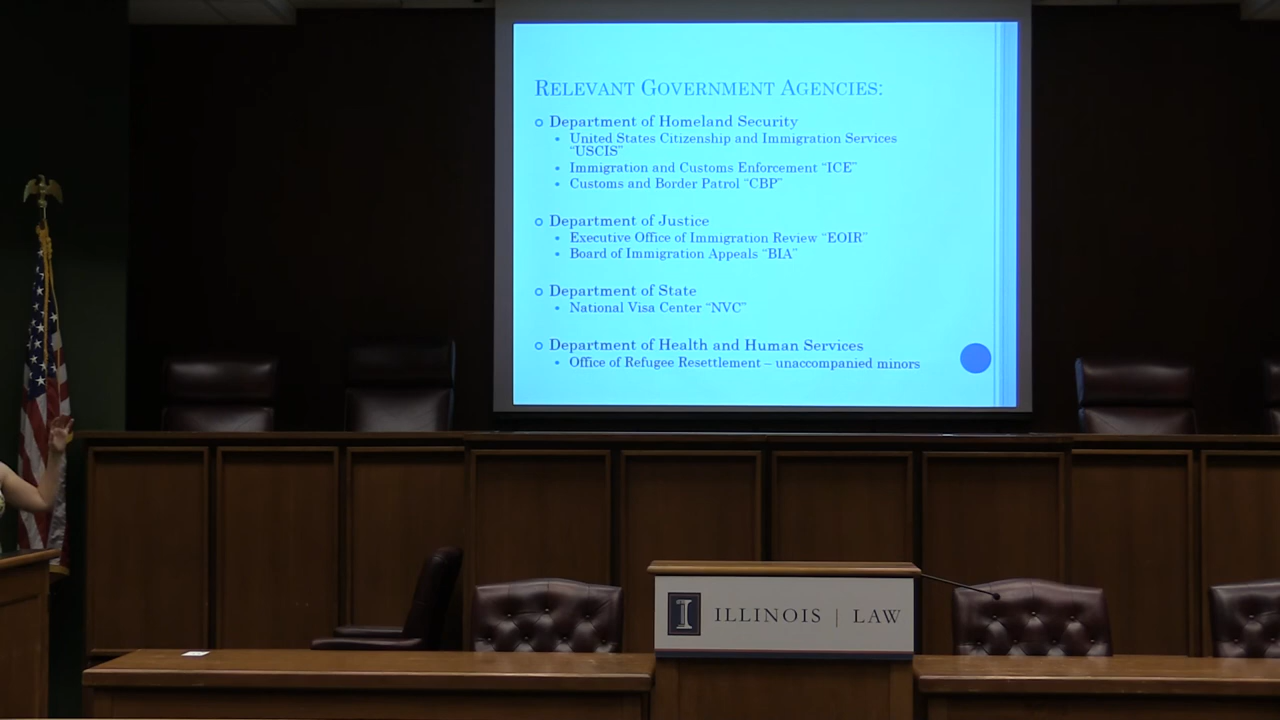 RELEVANT GOVERNMENT AGENCIES:
Department of Homeland Security
United States Citizenship and Immigration Services
"USCIS"
Immigration and Customs Enforcement "ICE"
Customs and Border Patrol "CBP"
Department of Justice
Executive Office of Immigration Review "EOIR"
Board of Immigration Appeals "BIA"
Department of State
National Visa Center "NVC"
Department of Health and Human Services
Office of Refugee Resettlement – unaccompanied minors
I ILLINOIS | LAW